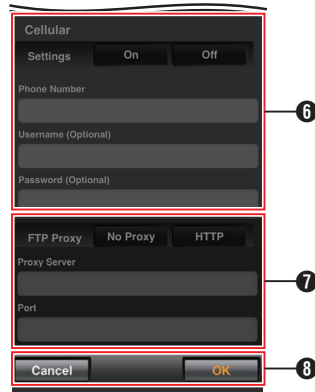 Cellular
Settings On Off
Phone Number
Username (Optional)
Password (Optional)
6
FTP Proxy No Proxy HTTP
Proxy Server
Port
7
Cancel OK
8